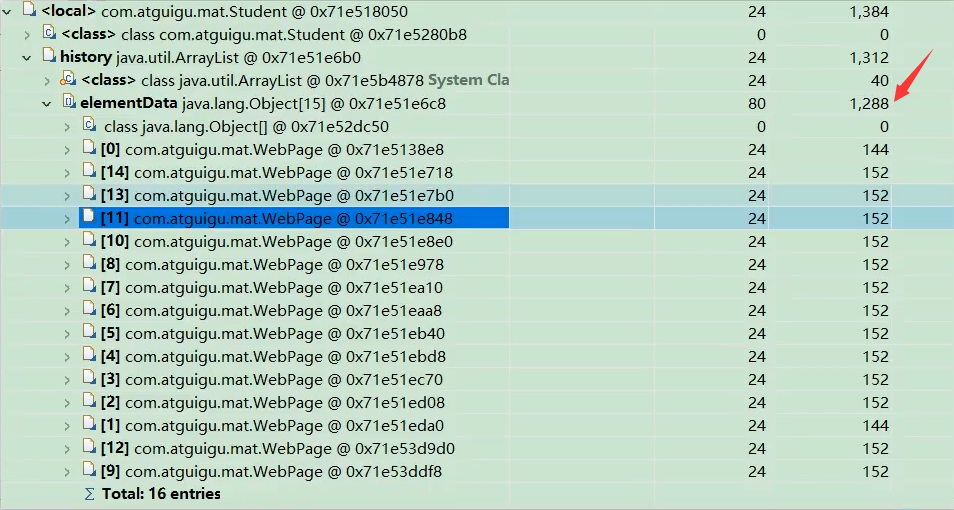 <local> com.atguigu.mat.Student @ 0x71e518050 24 1,384
<class> class com.atguigu.mat.Student @ 0x71e5280b8 0 0
history java.util.ArrayList @ 0x71e51e6b0 24 1,312
<class> class java.util.ArrayList @ 0x71e5b4878 System Cla 24 40
elementData java.lang.Object[15] @ 0x71e51e6c8 80 1,288
class java.lang.Object[] @ 0x71e52dc50 0 0
[0] com.atguigu.mat.WebPage @ 0x71e5138e8 24 144
[14] com.atguigu.mat.WebPage @ 0x71e51e718 24 152
[13] com.atguigu.mat.WebPage @ 0x71e51e7b0 24 152
[11] com.atguigu.mat.WebPage @ 0x71e51e848 24 152
[10] com.atguigu.mat.WebPage @ 0x71e51e8e0 24 152
[8] com.atguigu.mat.WebPage @ 0x71e51e978 24 152
[7] com.atguigu.mat.WebPage @ 0x71e51ea10 24 152
[6] com.atguigu.mat.WebPage @ 0x71e51eaa8 24 152
[5] com.atguigu.mat.WebPage @ 0x71e51eb40 24 152
[4] com.atguigu.mat.WebPage @ 0x71e51ebd8 24 152
[3] com.atguigu.mat.WebPage @ 0x71e51ec70 24 152
[2] com.atguigu.mat.WebPage @ 0x71e51ed08 24 152
[1] com.atguigu.mat.WebPage @ 0x71e51eda0 24 144
[12] com.atguigu.mat.WebPage @ 0x71e53d9d0 24 152
[9] com.atguigu.mat.WebPage @ 0x71e53ddf8 24 152
Σ Total: 16 entries